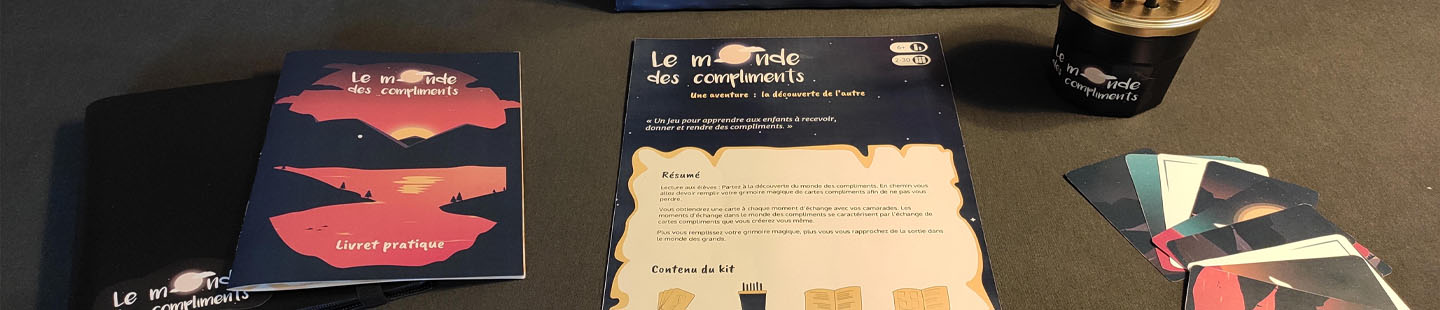 Le monde
des compliments
Livret pratique
Le monde
des compliments
Le monde
des compliments
Une aventure : la découverte de l'autre
6+
2-30
« Un jeu pour apprendre aux enfants à recevoir,
donner et rendre des compliments. »
Résumé
Lecture aux élèves : Partez à la découverte du monde des compliments. En chemin vous
allez devoir remplir votre grimoire magique de cartes compliments afin de ne pas vous
perdre.
Vous obtiendrez une carte à chaque moment d'échange avec vos camarades. Les
moments d'échange dans le monde des compliments se caractérisent par l'échange de
cartes compliments que vous créerez vous même.
Plus vous remplissez votre grimoire magique, plus vous vous rapprochez de la sortie dans
le monde des grands.
Contenu du kit
Le monde
des compliments